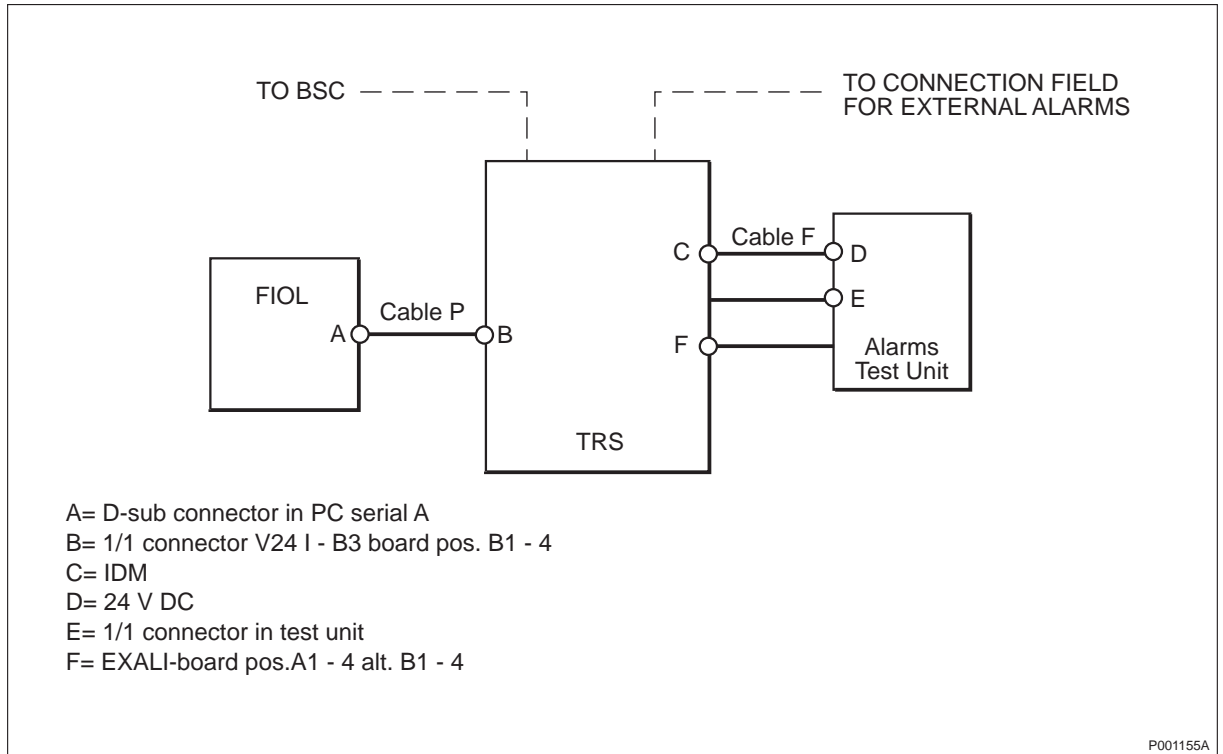 TO BSC
TO CONNECTION FIELD
FOR EXTERNAL ALARMS
C
Cable F
D
FIOL
E
Cable P
A
B
F
Alarms
Test Unit
TRS
A= D-sub connector in PC serial A
B= 1/1 connector V24 I - B3 board pos. B1 - 4
C= IDM
D= 24 V DC
E= 1/1 connector in test unit
F= EXALI-board pos.A1 - 4 alt. B1 - 4
P001155A